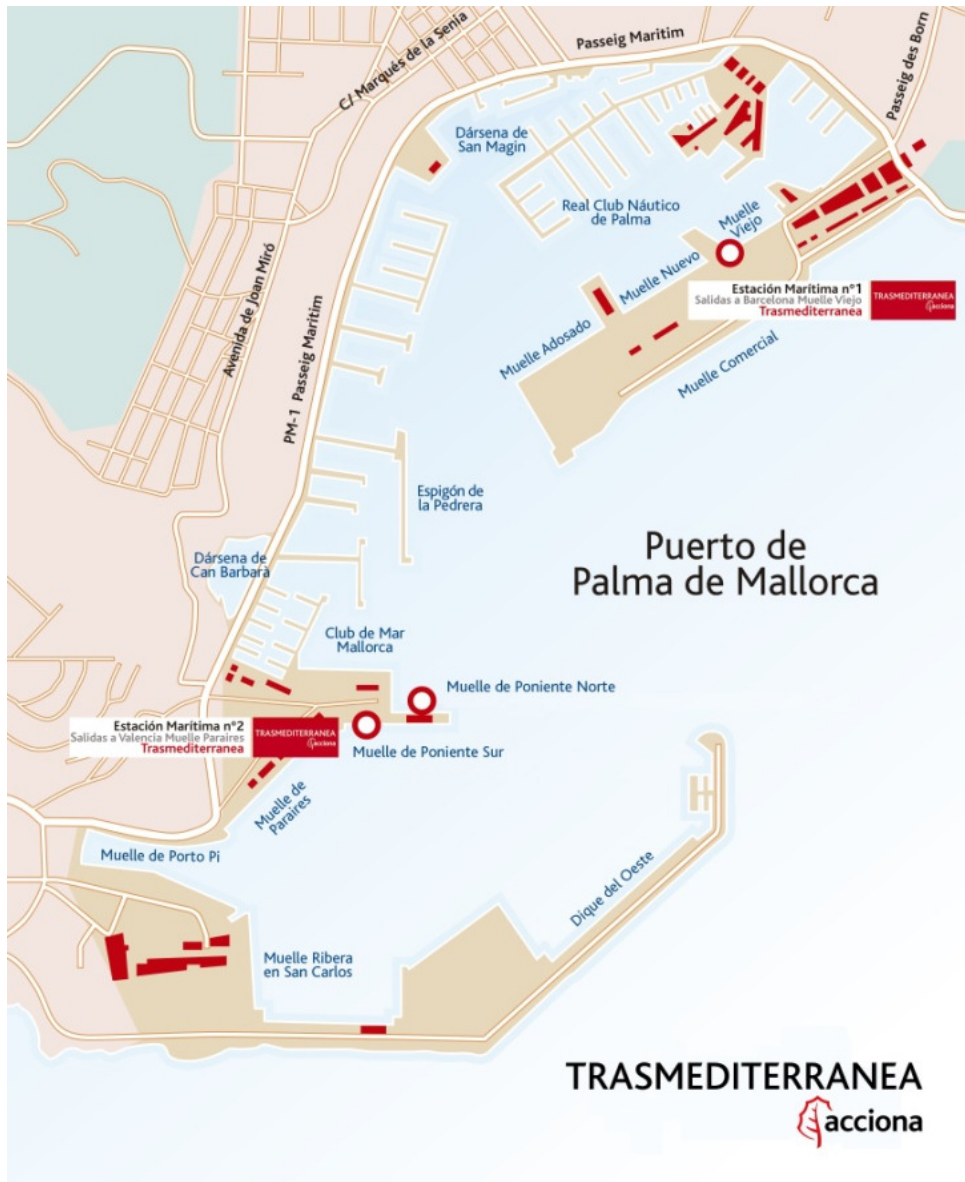 Passeig Maritim
Passeig des Born
C/ Marqués de la Senia
Dársena de
San Magin
Real Club Náutico
de Palma
Muelle
Viejo
Muelle Nuevo
Avenida de Joan Miró
Estación Marítima nº1
Salidas a Barcelona Muelle Viejo
Trasmediterranea
TRASMEDITERRANEA
acciona
PM-1 Passeig Maritim
Muelle Adosado
Muelle Comercial
Espigón de
la Pedrera
Puerto de
Palma de Mallorca
Dársena de
Can Barbarà
Club de Mar
Mallorca
Muelle de Poniente Norte
Estación Marítima nº2
Salidas a Valencia Muelle Paraires
Trasmediterranea
TRASMEDITERRANEA
acciona
Muelle de Poniente Sur
Muelle de
Paraires
Muelle de Porto Pi
Dique del Oeste
Muelle Ribera
en San Carlos
TRASMEDITERRANEA
acciona